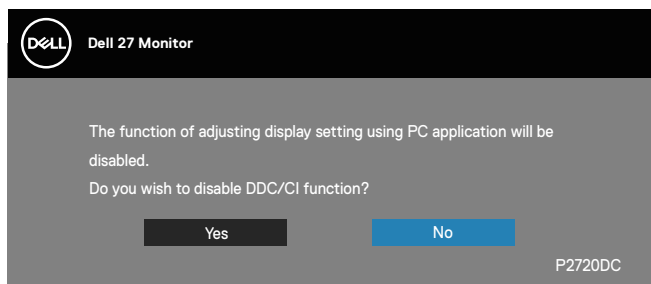 DELL Dell 27 Monitor
The function of adjusting display setting using PC application will be
disabled.
Do you wish to disable DDC/CI function?
Yes No
P2720DC